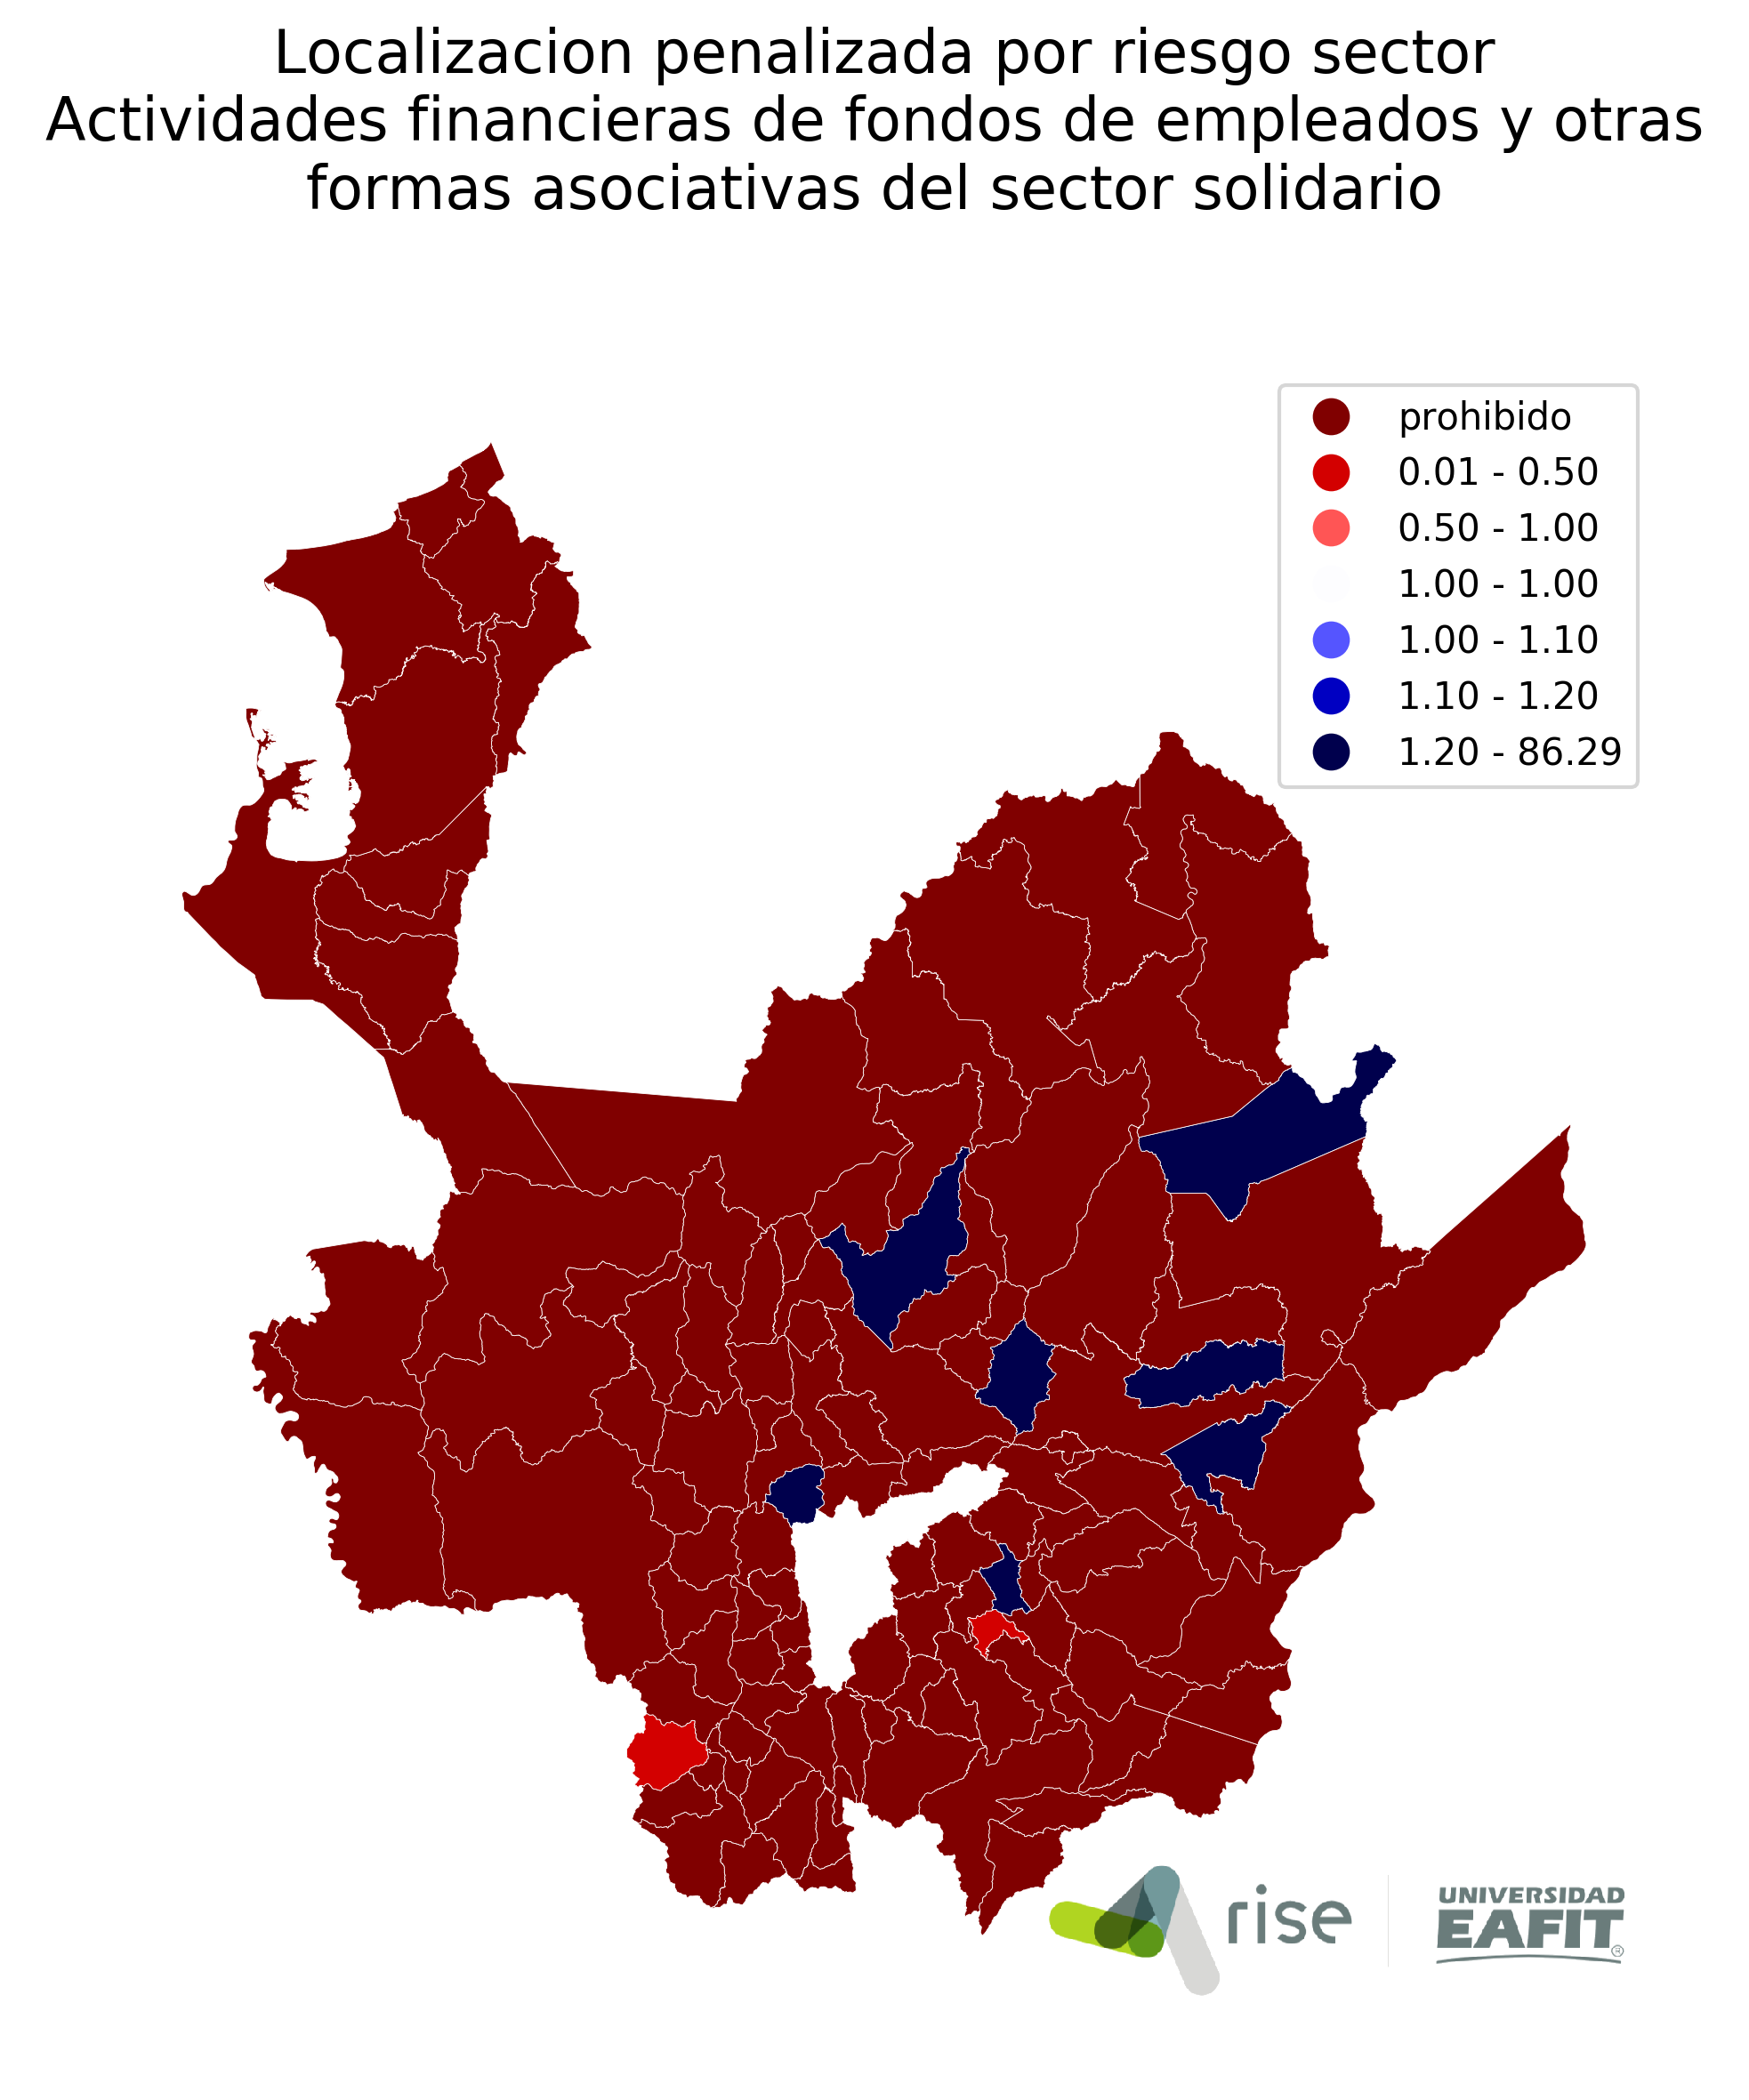 Localizacion penalizada por riesgo sector
Actividades financieras de fondos de empleados y otras
formas asociativas del sector solidario
prohibido
0.01 - 0.50
0.50 - 1.00
1.00 - 1.00
1.00 - 1.10
1.10 - 1.20
1.20 - 86.29
rise
UNIVERSIDAD
EAFIT®